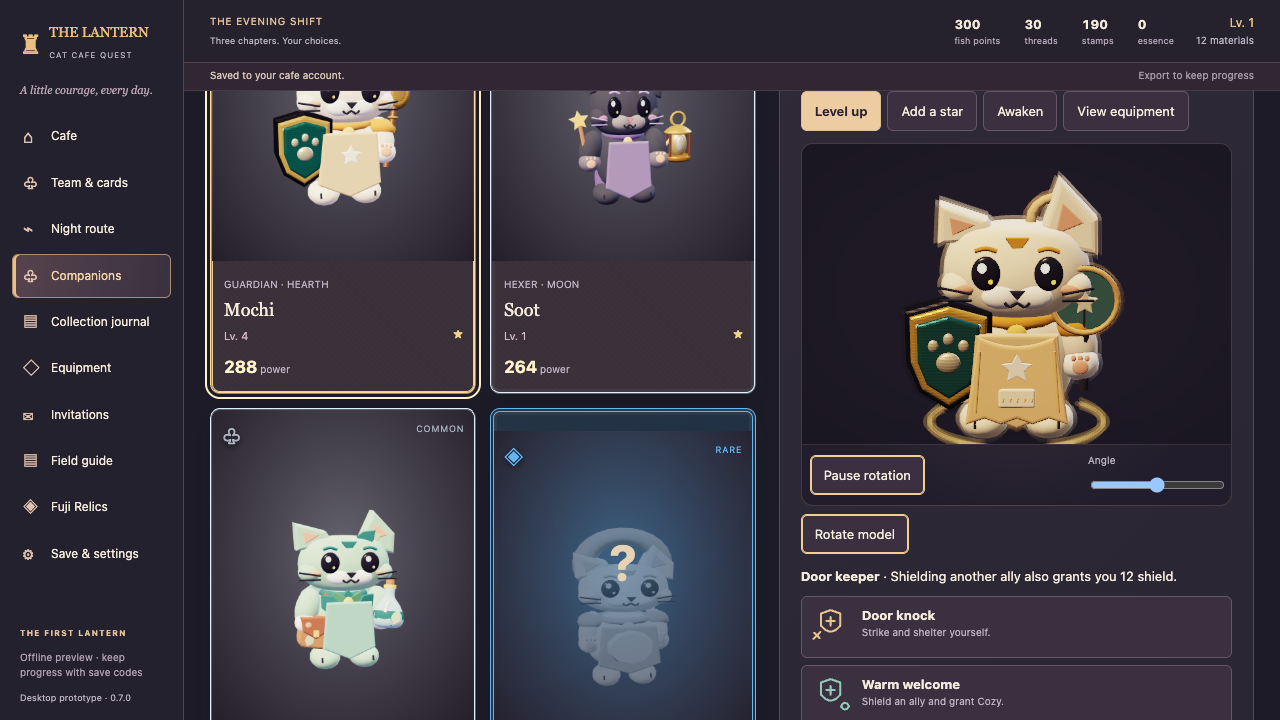 THE LANTERN
CAT CAFE QUEST
A little courage, every day.
Cafe
Team & cards
Night route
Companions
Collection journal
Equipment
Invitations
Field guide
Fuji Relics
Save & settings
THE FIRST LANTERN
Offline preview · keep
progress with save codes
Desktop prototype · 0.7.0
THE EVENING SHIFT
Three chapters. Your choices.
300
fish points
30
threads
190
stamps
0
essence
Lv. 1
12 materials
Saved to your cafe account.
Export to keep progress
GUARDIAN · HEARTH
Mochi
Lv. 4
288 power
HEXER · MOON
Soot
Lv. 1
264 power
COMMON
RARE
?
Level up
Add a star
Awaken
View equipment
Pause rotation
Angle
Rotate model
Door keeper · Shielding another ally also grants you 12 shield.
Door knock
Strike and shelter yourself.
Warm welcome
Shield an ally and grant Cozy.